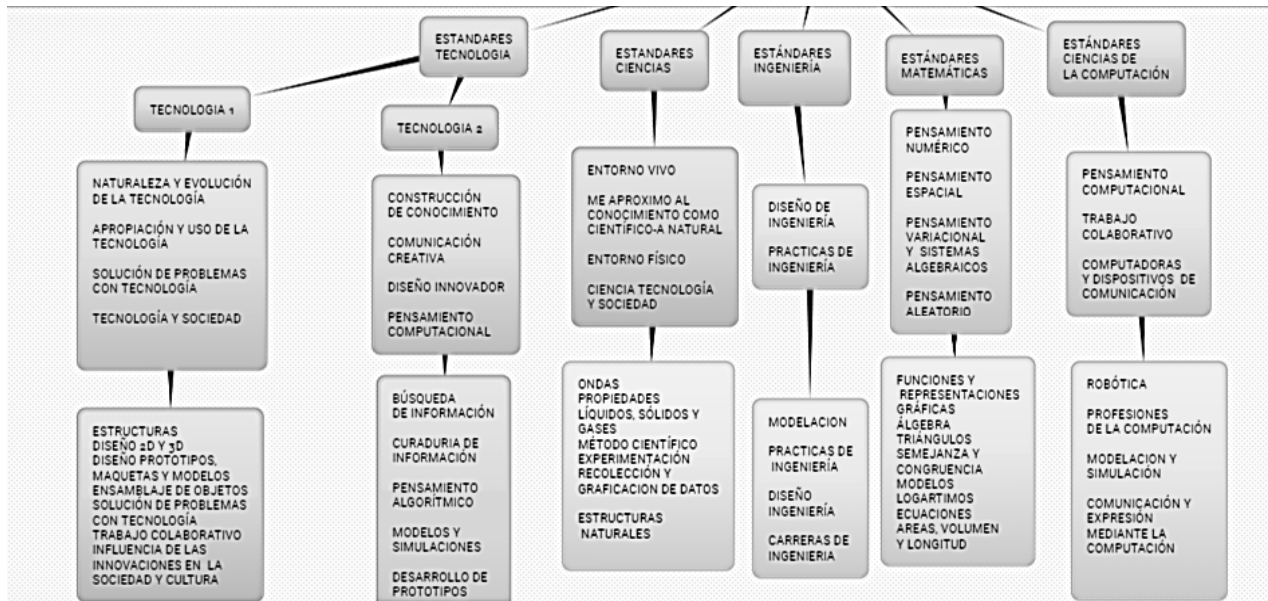 ESTANDARES
TECNOLOGIA
TECNOLOGIA 1
NATURALEZA Y EVOLUCIÓN
DE LA TECNOLOGÍA
APROPIACIÓN Y USO DE LA
TECNOLOGÍA
SOLUCIÓN DE PROBLEMAS
CON TECNOLOGÍA
TECNOLOGÍA Y SOCIEDAD
ESTRUCTURAS
DISEÑO 2D Y 3D
DISEÑO PROTOTIPOS,
MAQUETAS Y MODELOS
ENSAMBLAJE DE OBJETOS
SOLUCIÓN DE PROBLEMAS
CON TECNOLOGÍA
TRABAJO COLABORATIVO
INFLUENCIA DE LAS
INNOVACIONES EN LA
SOCIEDAD Y CULTURA
TECNOLOGIA 2
CONSTRUCCIÓN
DE CONOCIMIENTO
COMUNICACIÓN
CREATIVA
DISEÑO INNOVADOR
PENSAMIENTO
COMPUTACIONAL
BÚSQUEDA
DE INFORMACIÓN
CURADURIA DE
INFORMACIÓN
PENSAMIENTO
ALGORÍTMICO
MODELOS Y
SIMULACIONES
DESARROLLO DE
PROTOTIPOS
ESTANDARES
CIENCIAS
ENTORNO VIVO
ME APROXIMO AL
CONOCIMIENTO COMO
CIENTÍFICO-A NATURAL
ENTORNO FÍSICO
CIENCIA TECNOLOGÍA
Y SOCIEDAD
ONDAS
PROPIEDADES
LÍQUIDOS, SÓLIDOS Y
GASES
MÉTODO CIENTÍFICO
EXPERIMENTACIÓN
RECOLECCIÓN Y
GRAFICACION DE DATOS
ESTRUCTURAS
NATURALES
ESTÁNDARES
INGENIERÍA
DISEÑO DE
INGENIERÍA
PRACTICAS DE
INGENIERÍA
MODELACION
PRACTICAS DE
INGENIERÍA
DISEÑO
INGENIERÍA
CARRERAS DE
INGENIERIA
ESTÁNDARES
MATEMÁTICAS
PENSAMIENTO
NUMÉRICO
PENSAMIENTO
ESPACIAL
PENSAMIENTO
VARIACIONAL
Y SISTEMAS
ALGEBRAICOS
PENSAMIENTO
ALEATORIO
FUNCIONES Y
REPRESENTACIONES
GRÁFICAS
ÁLGEBRA
TRIÁNGULOS
SEMEJANZA Y
CONGRUENCIA
MODELOS
LOGARTIMOS
ECUACIONES
AREAS, VOLUMEN
Y LONGITUD
ESTÁNDARES
CIENCIAS DE
LA COMPUTACIÓN
PENSAMIENTO
COMPUTACIONAL
TRABAJO
COLABORATIVO
COMPUTADORAS
Y DISPOSITIVOS DE
COMUNICACIÓN
ROBÓTICA
PROFESIONES
DE LA COMPUTACIÓN
MODELACION Y
SIMULACIÓN
COMUNICACIÓN Y
EXPRESIÓN
MEDIANTE LA
COMPUTACIÓN